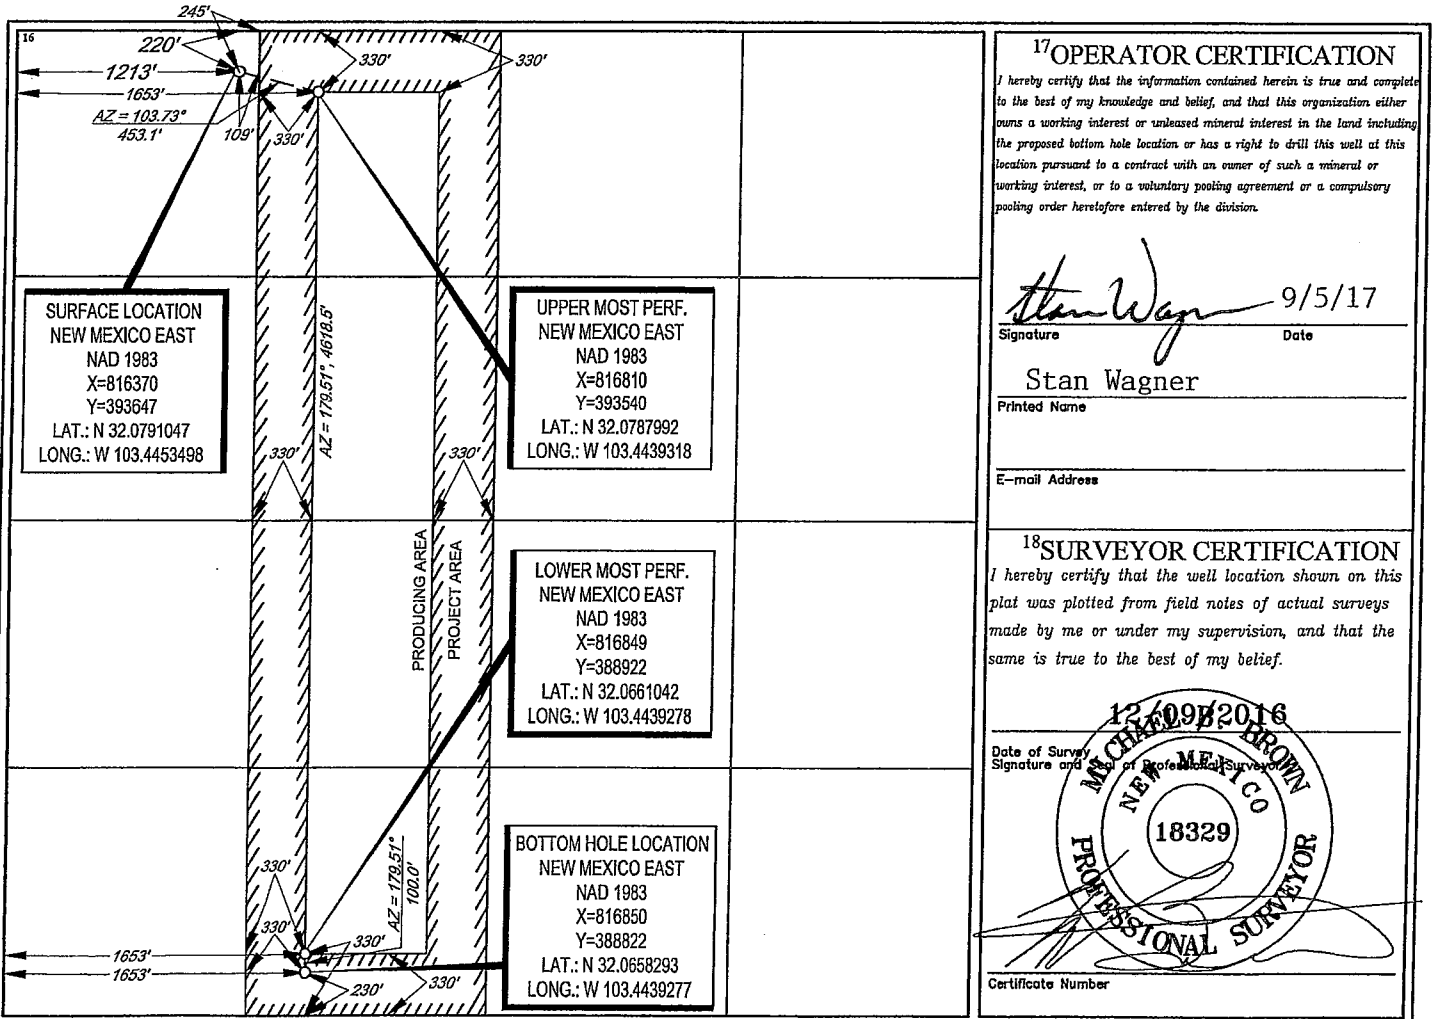 16
245'
220'
1213'
1653'
AZ = 103.73°
453.1'
109'
330'
330'
330'
SURFACE LOCATION
NEW MEXICO EAST
NAD 1983
X=816370
Y=393647
LAT.: N 32.0791047
LONG.: W 103.4453498
AZ = 179.51°, 4618.5'
UPPER MOST PERF.
NEW MEXICO EAST
NAD 1983
X=816810
Y=393540
LAT.: N 32.0787992
LONG.: W 103.4439318
330'
330'
PRODUCING AREA
PROJECT AREA
LOWER MOST PERF.
NEW MEXICO EAST
NAD 1983
X=816849
Y=388922
LAT.: N 32.0661042
LONG.: W 103.4439278
BOTTOM HOLE LOCATION
NEW MEXICO EAST
NAD 1983
X=816850
Y=388822
LAT.: N 32.0658293
LONG.: W 103.4439277
AZ = 179.51°
100.0'
330'
330'
330'
1653'
1653'
230'
330'
17 OPERATOR CERTIFICATION
I hereby certify that the information contained herein is true and complete
to the best of my knowledge and belief, and that this organization either
owns a working interest or unleased mineral interest in the land including
the proposed bottom hole location or has a right to drill this well at this
location pursuant to a contract with an owner of such a mineral or
working interest, or to a voluntary pooling agreement or a compulsory
pooling order heretofore entered by the division.
Stan Wagner 9/5/17
Signature Date
Stan Wagner
Printed Name
E-mail Address
18 SURVEYOR CERTIFICATION
I hereby certify that the well location shown on this
plat was plotted from field notes of actual surveys
made by me or under my supervision, and that the
same is true to the best of my belief.
12/09/2016
Date of Survey
Signature and Seal of Professional Surveyor
MICHAEL B. BROWN
NEW MEXICO
18329
PROFESSIONAL SURVEYOR
Certificate Number